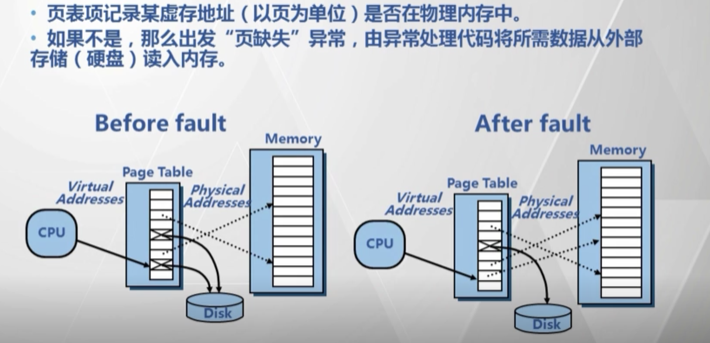 • 页表项记录某虚存地址（以页为单位）是否在物理内存中。
• 如果不是，那么出发“页缺失”异常，由异常处理代码将所需数据从外部
存储（硬盘）读入内存。
Before fault
After fault
Memory
Page Table
Virtual
Addresses
Physical
Addresses
CPU
Disk
Memory
Page Table
Virtual
Addresses
Physical
Addresses
CPU
Disk